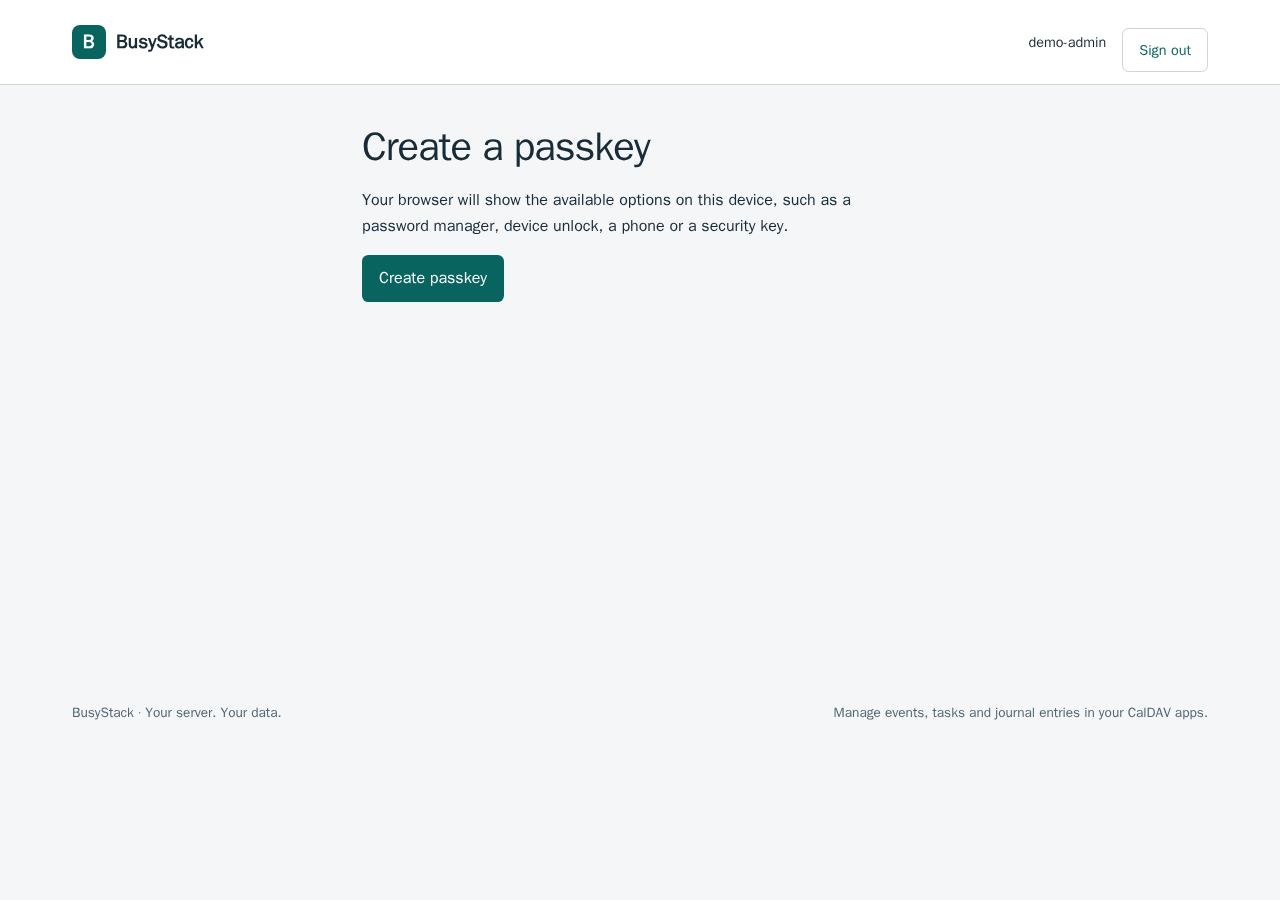 B BusyStack
demo-admin
Sign out
Create a passkey
Your browser will show the available options on this device, such as a
password manager, device unlock, a phone or a security key.
Create passkey
BusyStack · Your server. Your data.
Manage events, tasks and journal entries in your CalDAV apps.